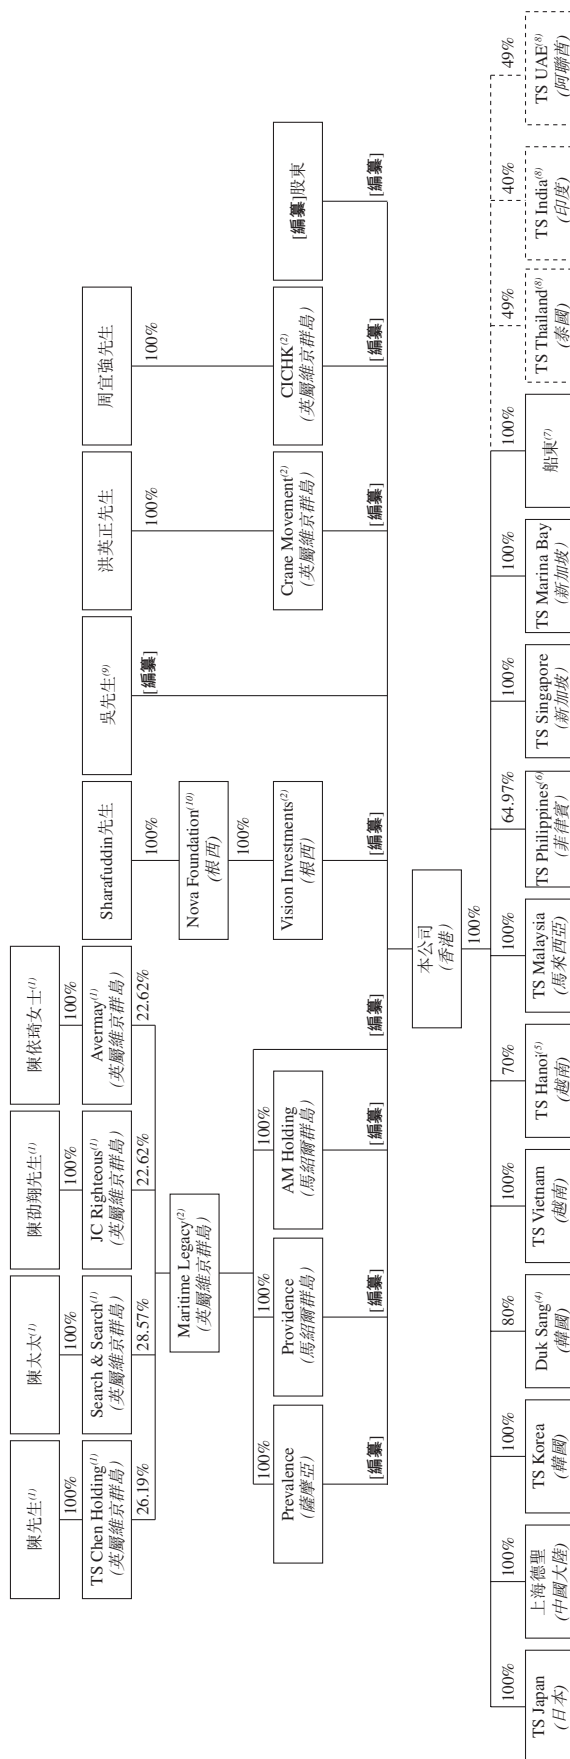 陳先生(1)
陳太太(1)
陳劭翔先生(1)
陳依琦女士(1)
100%
100%
100%
100%
TS Chen Holding(1)
(英屬維京群島)
Search & Search(1)
(英屬維京群島)
JC Righteous(1)
(英屬維京群島)
Avermay(1)
(英屬維京群島)
Sharafuddin先生
吳先生(9)
洪英正先生
周宜強先生
26.19%
28.57%
22.62%
22.62%
100%
[編纂]
100%
100%
Maritime Legacy(2)
(英屬維京群島)
Nova Foundation(10)
(根西)
100%
100%
100%
100%
Prevalence
(薩摩亞)
Providence
(馬紹爾群島)
AM Holding
(馬紹爾群島)
Vision Investments(2)
(根西)
Crane Movement(2)
(英屬維京群島)
CICHK(2)
(英屬維京群島)
[編纂]股東
[編纂]
[編纂]
[編纂]
[編纂]
[編纂]
[編纂]
[編纂]
[編纂]
本公司
(香港)
100%
100%
100%
100%
80%
100%
70%
100%
64.97%
100%
100%
100%
49%
40%
49%
TS Japan
(日本)
上海德聖
(中國大陸)
TS Korea
(韓國)
Duk Sang(4)
(韓國)
TS Vietnam
(越南)
TS Hanoi(5)
(越南)
TS Malaysia
(馬來西亞)
TS Philippines(6)
(菲律賓)
TS Singapore
(新加坡)
TS Marina Bay
(新加坡)
船東(7)
TS Thailand(8)
(泰國)
TS India(8)
(印度)
TS UAE(8)
(阿聯酋)